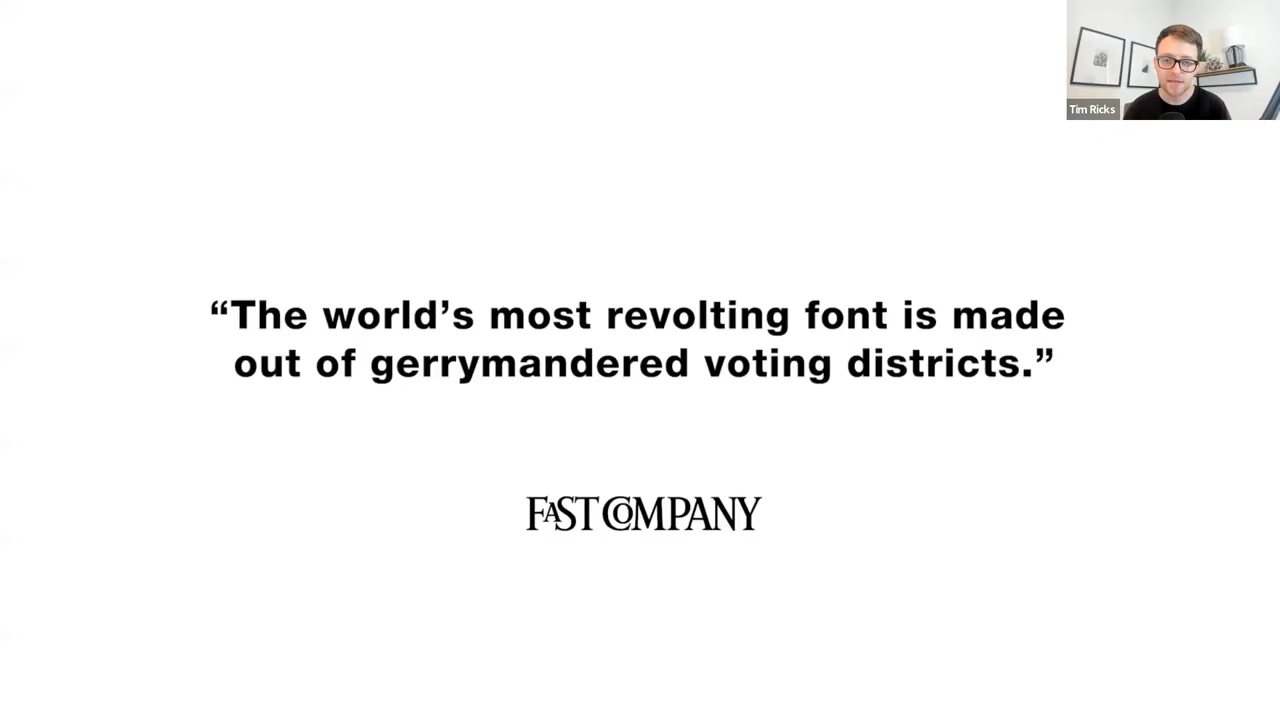 Tim Ricks
“The world’s most revolting font is made
out of gerrymandered voting districts.”
FAST COMPANY